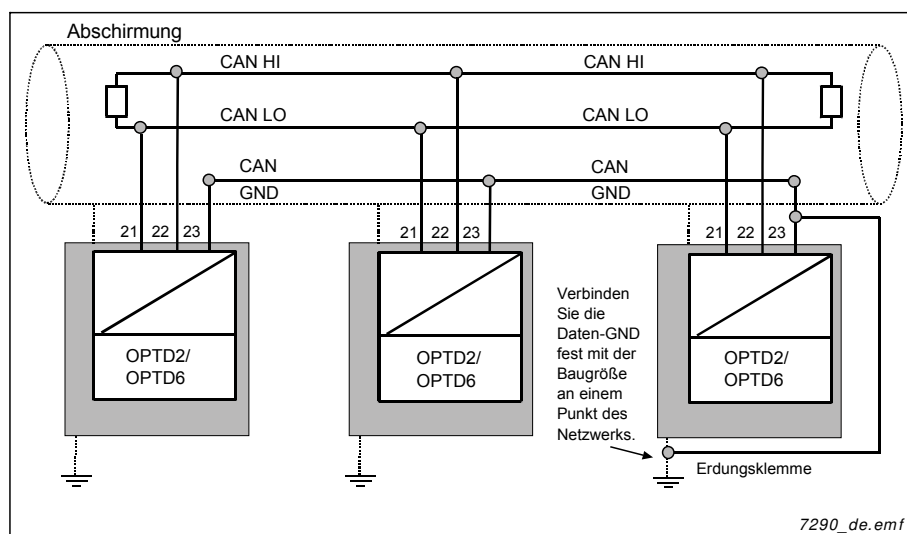 Abschirmung
CAN HI CAN HI
CAN LO CAN LO
CAN CAN
GND GND
21 22 23 21 22 23 21 22 23
OPTD2/
OPTD6
OPTD2/
OPTD6
Verbinden
Sie die
Daten-GND
fest mit der
Baugröße
an einem
Punkt des
Netzwerks.
OPTD2/
OPTD6
Erdungsklemme
7290_de.emf